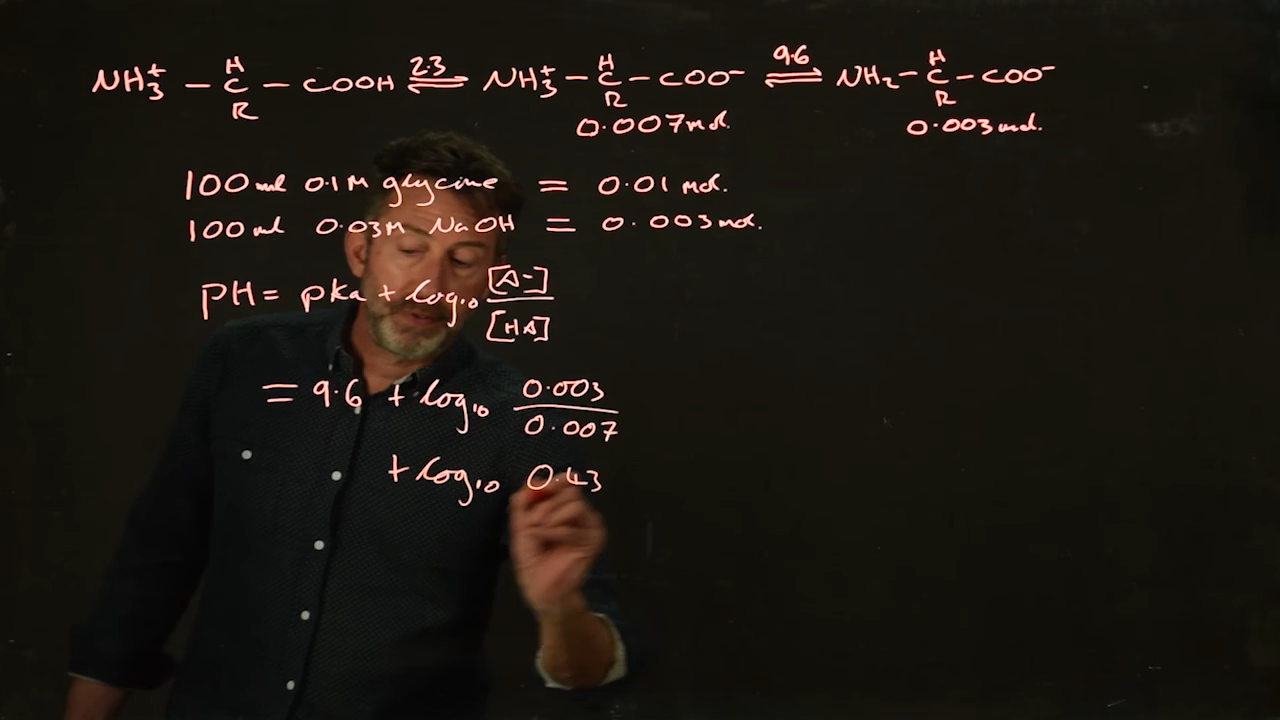 NH3+ - C - COOH ⇌ 2.3 NH3+ - C - COO- ⇌ 9.6 NH2 - C - COO-
H H H
R R R
0.007 mol. 0.003 mol.
100 ml 0.1M glycine = 0.01 mol.
100 ml 0.03M NaOH = 0.003 mol.
PH = pKa + log10 [A-] / [HA]
= 9.6 + log10 0.003 / 0.007
+ log10 0.43